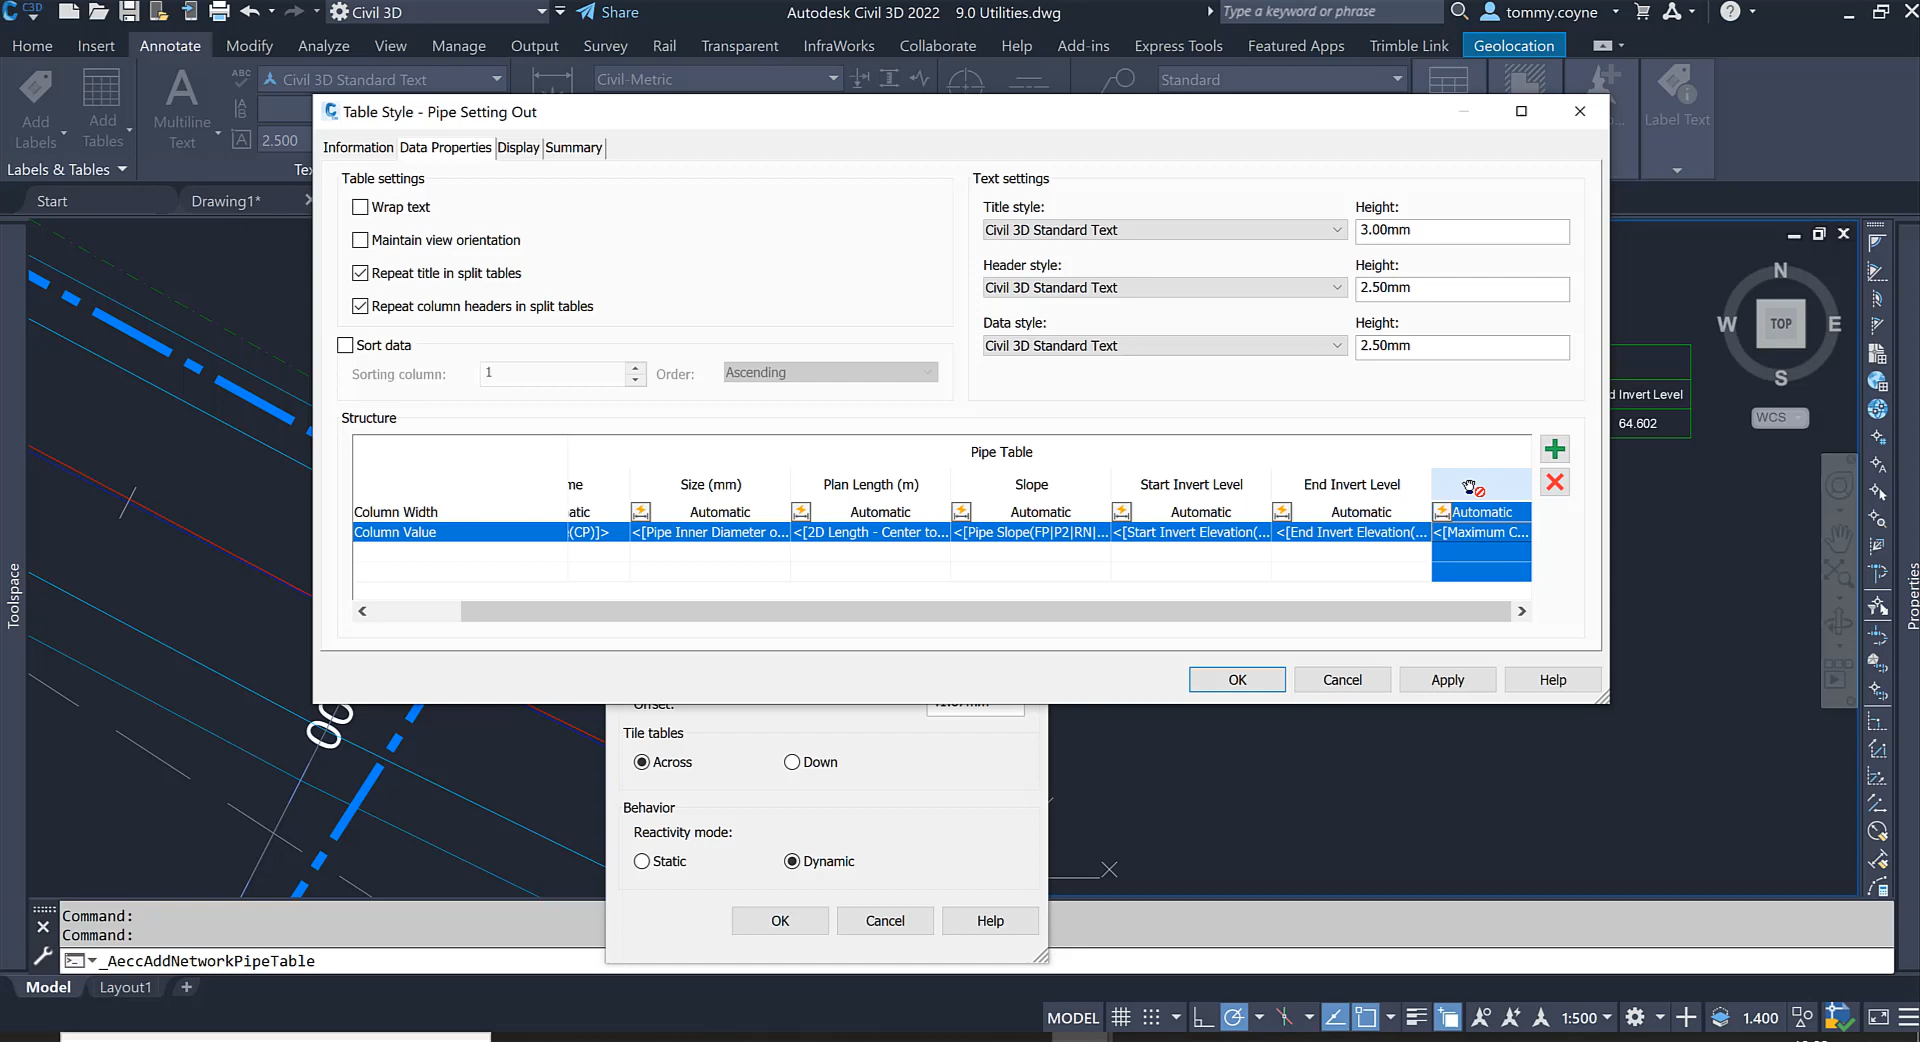 C3D
Civil 3D
Share
Autodesk Civil 3D 2022
9.0 Utilities.dwg
Type a keyword or phrase
tommy.coyne
Home
Insert
Annotate
Modify
Analyze
View
Manage
Output
Survey
Rail
Transparent
InfraWorks
Collaborate
Help
Add-ins
Express Tools
Featured Apps
Trimble Link
Geolocation
Add
Labels
Add
Tables
Multiline
Text
ABC
Civil 3D Standard Text
2.500
Civil-Metric
Standard
Label Text
Labels & Tables
Tex
Start
Drawing1*
Table Style - Pipe Setting Out
Information
Data Properties
Display
Summary
Table settings
Wrap text
Maintain view orientation
Repeat title in split tables
Repeat column headers in split tables
Sort data
Sorting column:
1
Order:
Ascending
Text settings
Title style:
Height:
Civil 3D Standard Text
3.00mm
Header style:
Height:
Civil 3D Standard Text
2.50mm
Data style:
Height:
Civil 3D Standard Text
2.50mm
Structure
Pipe Table
me
Size (mm)
Plan Length (m)
Slope
Start Invert Level
End Invert Level
Column Width
atic
Automatic
Automatic
Automatic
Automatic
Automatic
Automatic
Column Value
(CP)]>
<[Pipe Inner Diameter o...
<[2D Length - Center to...
<[Pipe Slope(FP|P2|RN|...
<[Start Invert Elevation(...
<[End Invert Elevation(...
<[Maximum C...
OK
Cancel
Apply
Help
N
W
TOP
E
S
WCS
d Invert Level
64.602
Toolspace
Properties
00
Offset:
Tile tables
Across
Down
Behavior
Reactivity mode:
Static
Dynamic
OK
Cancel
Help
Command:
Command:
_AeccAddNetworkPipeTable
Model
Layout1
MODEL
1:500
1.400